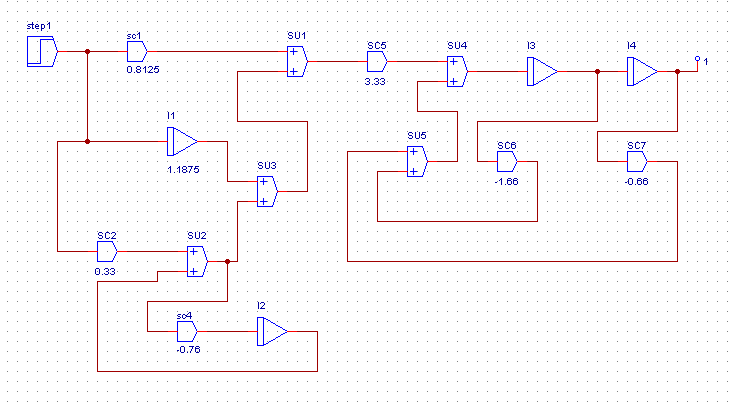 step1
sc1
0.8125
SU1
+
+
SC5
3.33
SU4
+
+
I3
I4
1
I1
1.1875
SU3
+
+
SU5
+
+
SC6
-1.66
SC7
-0.66
SC2
0.33
SU2
+
+
sc4
-0.76
I2